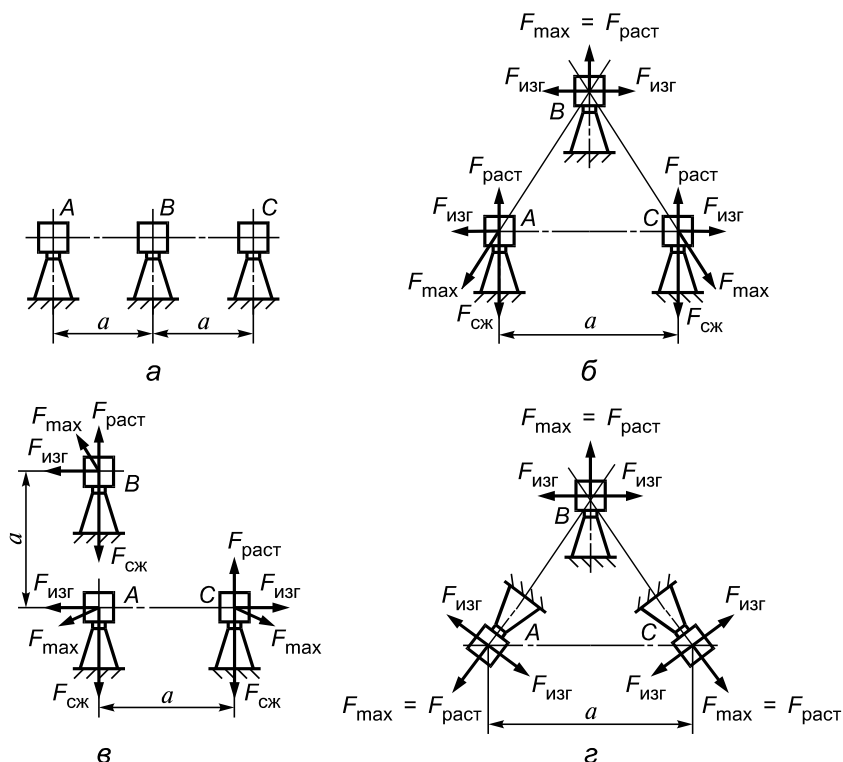 A B C
a a
а
F_max = F_раст
F_изг F_изг
B
F_раст F_раст
F_изг A C F_изг
F_max F_max
F_сж F_сж
a
б
F_max F_раст
F_изг
B
a
F_сж F_раст
F_изг A C F_изг
F_max F_max
F_сж F_сж
a
в
F_max = F_раст
F_изг F_изг
B
F_изг F_изг
A C
F_изг F_изг
F_max = F_раст F_max = F_раст
a
г